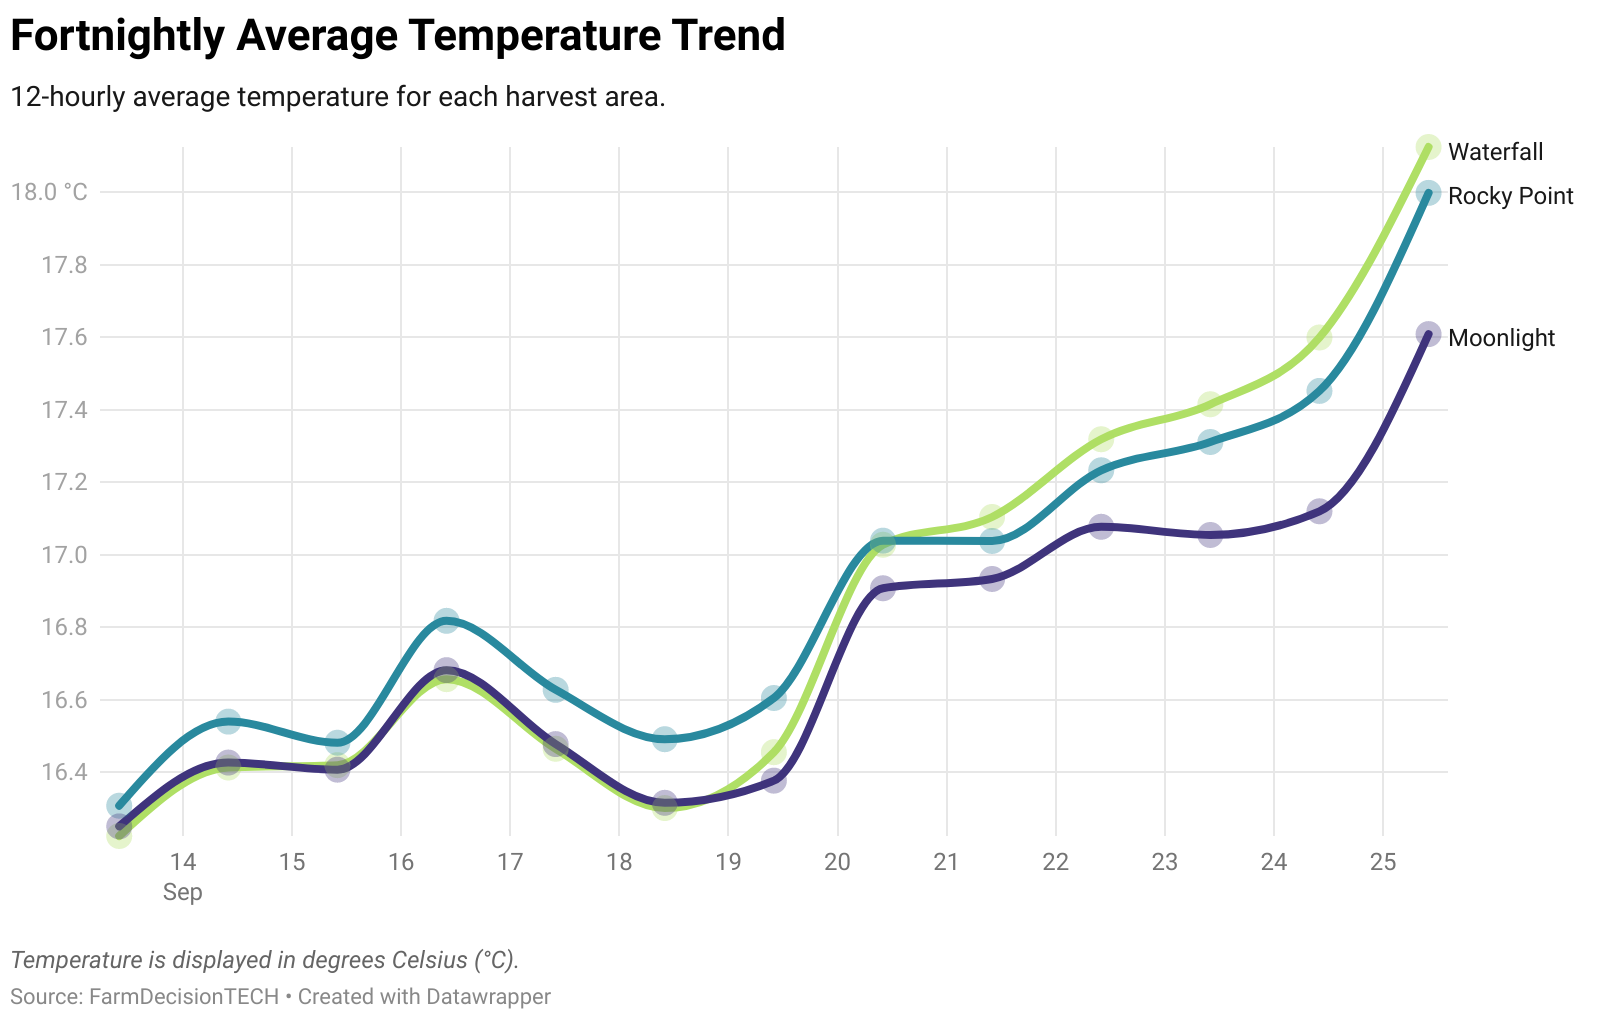 Fortnightly Average Temperature Trend
12-hourly average temperature for each harvest area.
Waterfall
18.0 °C
Rocky Point
17.8
17.6
Moonlight
17.4
17.2
17.0
16.8
16.6
16.4
14 15 16 17 18 19 20 21 22 23 24 25
Sep
Temperature is displayed in degrees Celsius (°C).
Source: FarmDecisionTECH • Created with Datawrapper